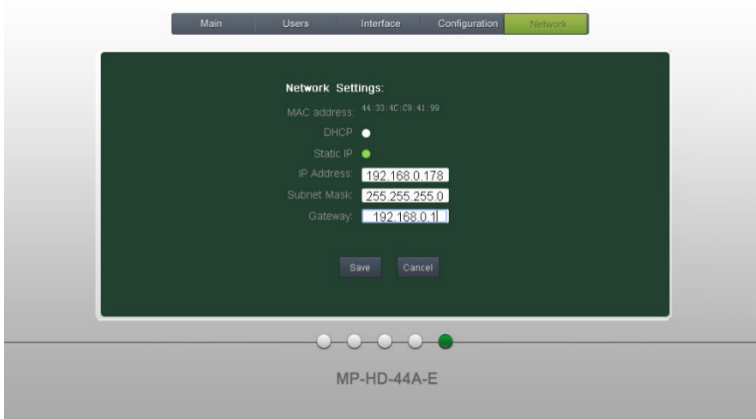 Main Users Interface Configuration Network
Network Settings:
MAC address: 44:33:4C:C9:41:99
DHCP
Static IP
IP Address: 192.168.0.178
Subnet Mask: 255.255.255.0
Gateway: 192.168.0.1
Save Cancel
MP-HD-44A-E